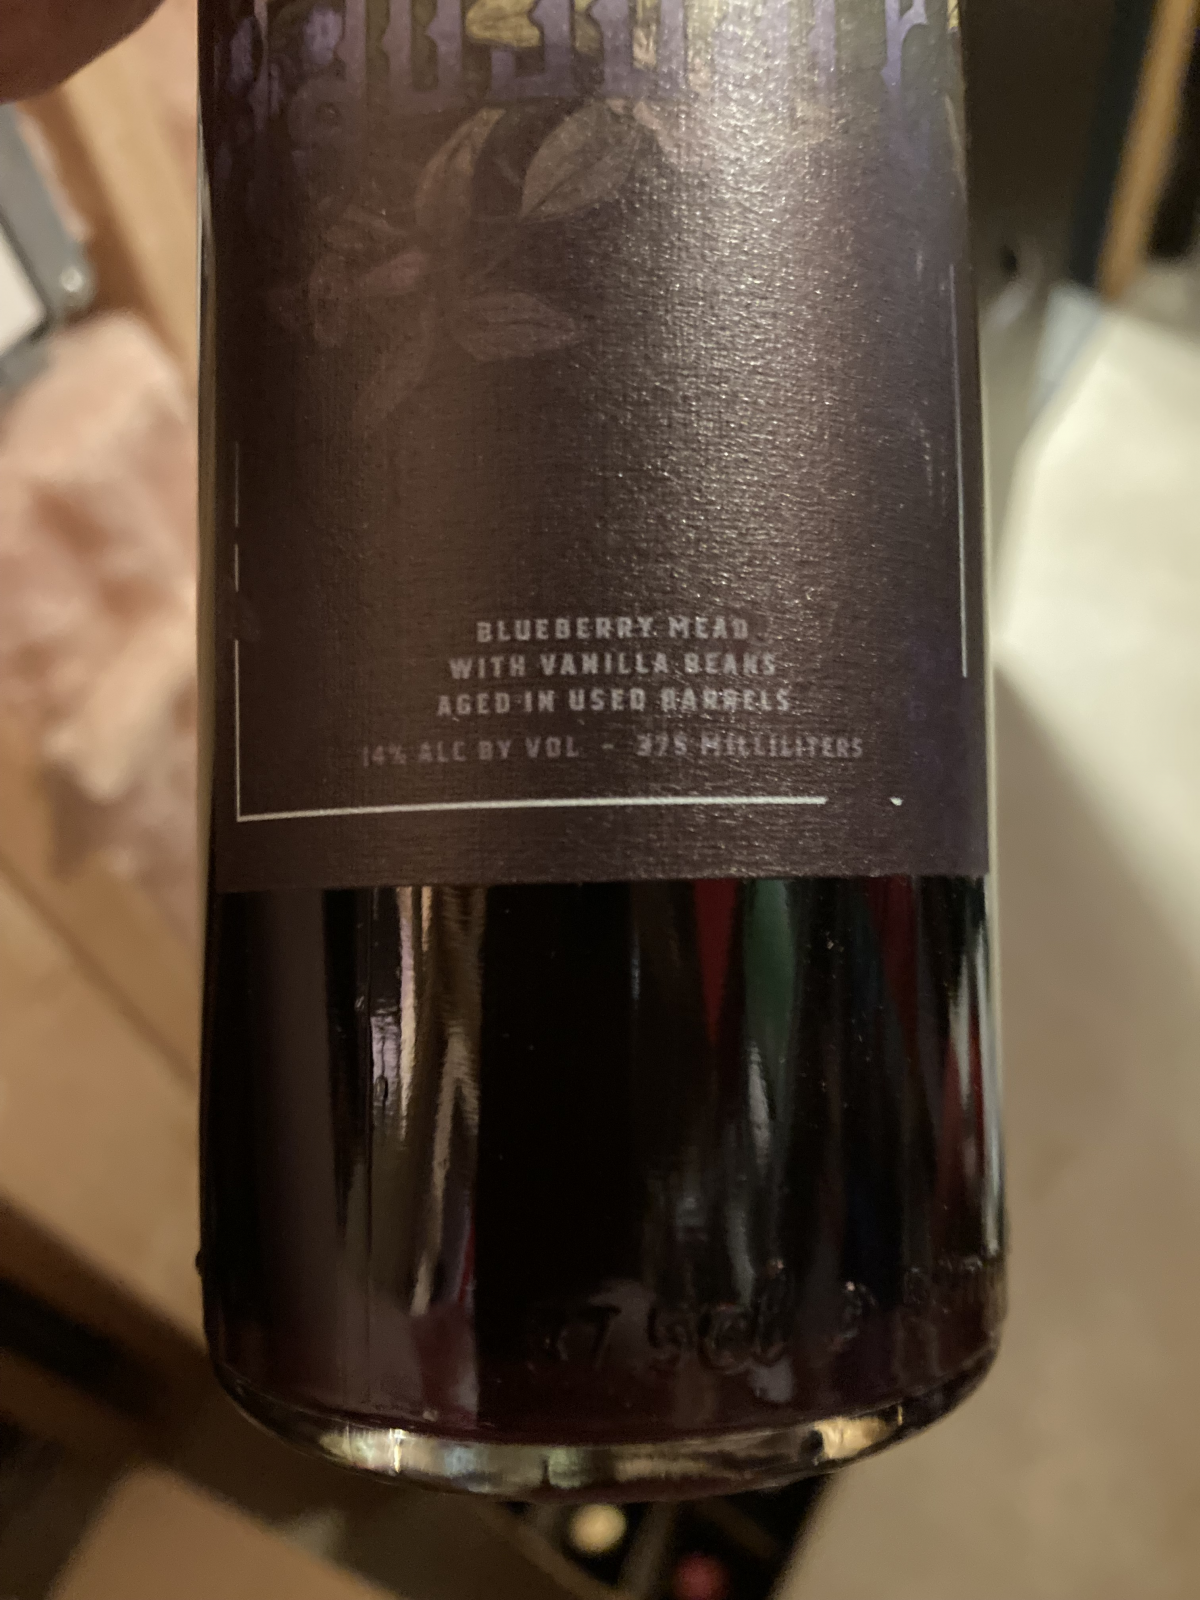 BLUEBERRY MEAD
WITH VANILLA BEANS
AGED IN USED BARRELS
14% ALC BY VOL - 375 MILLILITERS